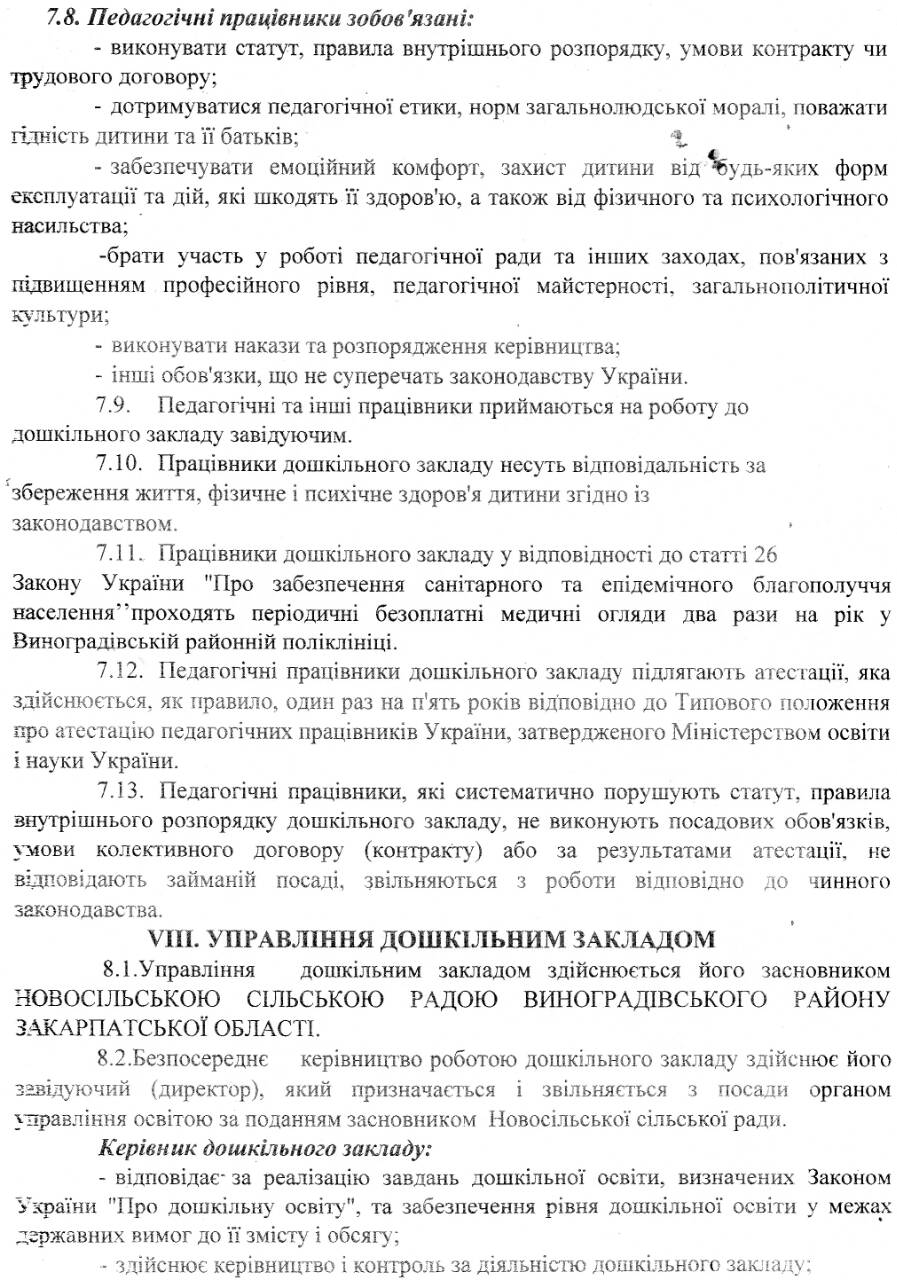 7.8. Педагогічні працівники зобов'язані:
- виконувати статут, правила внутрішнього розпорядку, умови контракту чи
трудового договору;
- дотримуватися педагогічної етики, норм загальнолюдської моралі, поважати
гідність дитини та її батьків;
- забезпечувати емоційний комфорт, захист дитини від будь-яких форм
експлуатації та дій, які шкодять її здоров'ю, а також від фізичного та психологічного
насильства;
-брати участь у роботі педагогічної ради та інших заходах, пов'язаних з
підвищенням професійного рівня, педагогічної майстерності, загальнополітичної
культури;
- виконувати накази та розпорядження керівництва;
- інші обов'язки, що не суперечать законодавству України.
7.9. Педагогічні та інші працівники приймаються на роботу до
дошкільного закладу завідуючим.
7.10. Працівники дошкільного закладу несуть відповідальність за
збереження життя, фізичне і психічне здоров'я дитини згідно із
законодавством.
7.11. Працівники дошкільного закладу у відповідності до статті 26
Закону України "Про забезпечення санітарного та епідемічного благополуччя
населення’’проходять періодичні безоплатні медичні огляди два рази на рік у
Виноградівській районній поліклініці.
7.12. Педагогічні працівники дошкільного закладу підлягають атестації, яка
здійснюється, як правило, один раз на п'ять років відповідно до Типового положення
про атестацію педагогічних працівників України, затвердженого Міністерством освіти
і науки України.
7.13. Педагогічні працівники, які систематично порушують статут, правила
внутрішнього розпорядку дошкільного закладу, не виконують посадових обов'язків,
умови колективного договору (контракту) або за результатами атестації, не
відповідають займаній посаді, звільняються з роботи відповідно до чинного
законодавства.
VIII. УПРАВЛІННЯ ДОШКІЛЬНИМ ЗАКЛАДОМ
8.1.Управління дошкільним закладом здійснюється його засновником
НОВОСІЛЬСЬКОЮ СІЛЬСЬКОЮ РАДОЮ ВИНОГРАДІВСЬКОГО РАЙОНУ
ЗАКАРПАТСЬКОЇ ОБЛАСТІ.
8.2.Безпосереднє керівництво роботою дошкільного закладу здійснює його
завідуючий (директор), який призначається і звільняється з посади органом
управління освітою за поданням засновником Новосільської сільської ради.
Керівник дошкільного закладу:
- відповідає за реалізацію завдань дошкільної освіти, визначених Законом
України "Про дошкільну освіту", та забезпечення рівня дошкільної освіти у межах
державних вимог до її змісту і обсягу;
- здійснює керівництво і контроль за діяльністю дошкільного закладу;